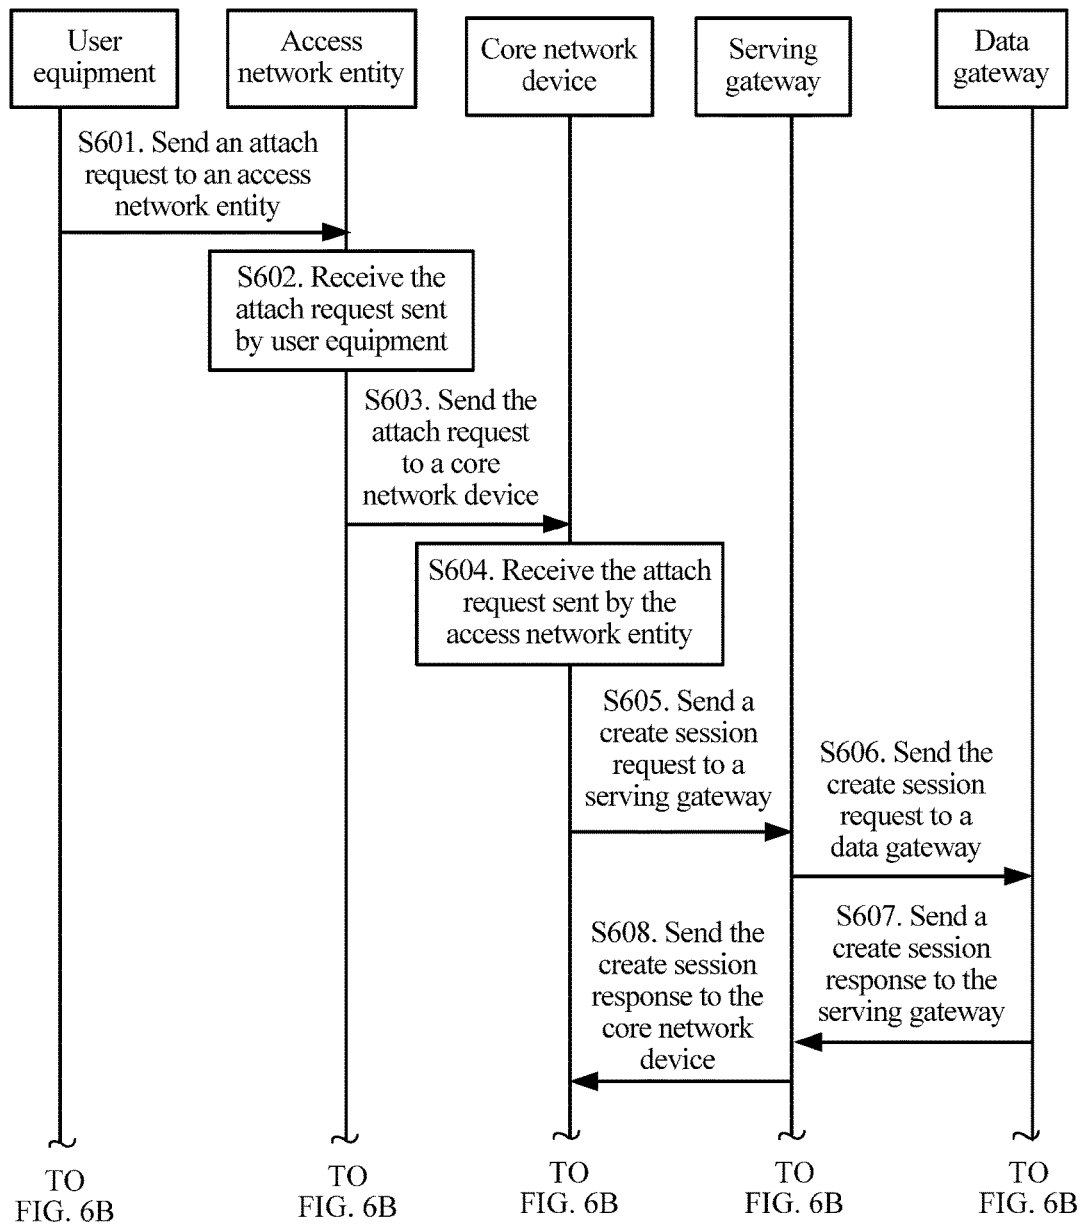 User
equipment
Access
network entity
Core network
device
Serving
gateway
Data
gateway
S601. Send an attach
request to an access
network entity
S602. Receive the
attach request sent
by user equipment
S603. Send the
attach request
to a core
network device
S604. Receive the attach
request sent by the
access network entity
S605. Send a
create session
request to a
serving gateway
S606. Send the
create session
request to a
data gateway
S607. Send a
create session
response to the
serving gateway
S608. Send the
create session
response to the
core network
device
TO
FIG. 6B
TO
FIG. 6B
TO
FIG. 6B
TO
FIG. 6B
TO
FIG. 6B